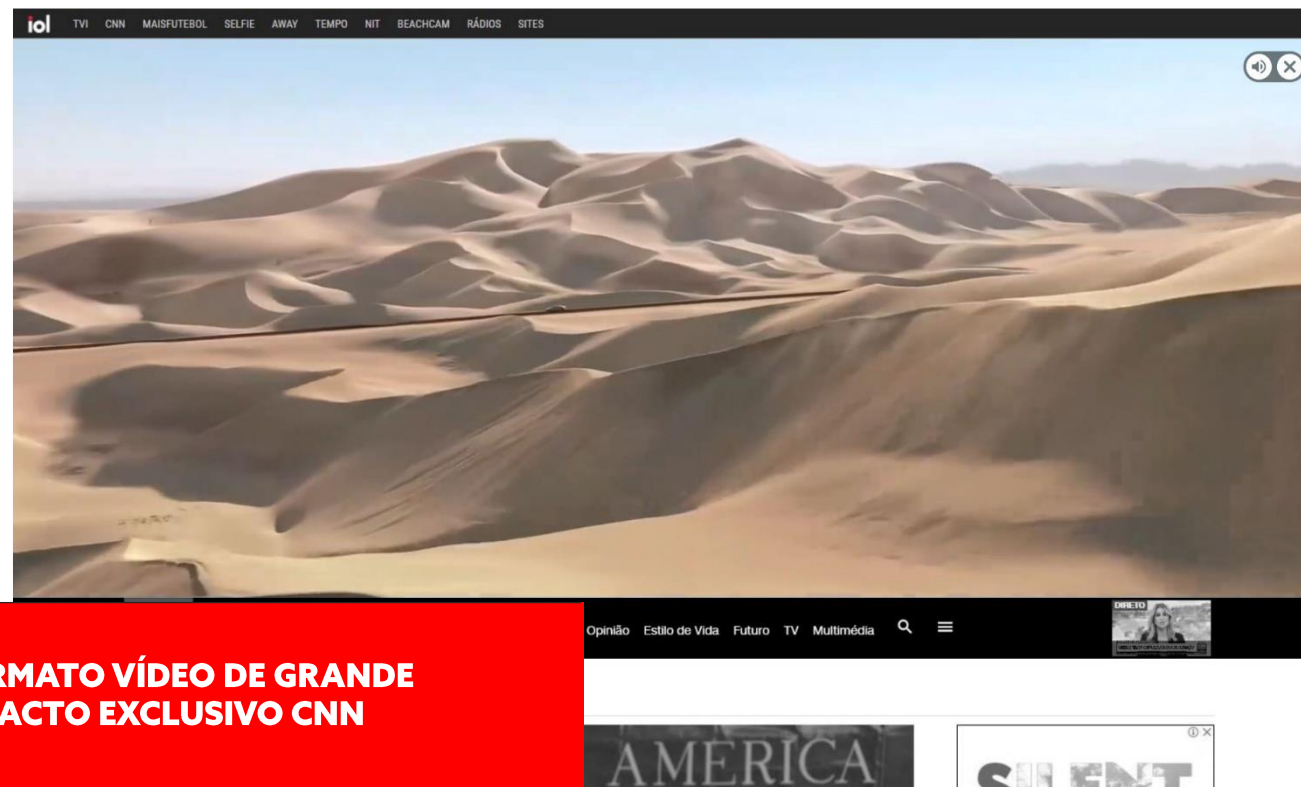 iol TVI CNN MAISFUTEBOL SELFIE AWAY TEMPO NIT BEACHCAM RÁDIOS SITES
Opinião Estilo de Vida Futuro TV Multimédia
DIRETO
RMATO VÍDEO DE GRANDE
ACTO EXCLUSIVO CNN
AMERICA
SILENT